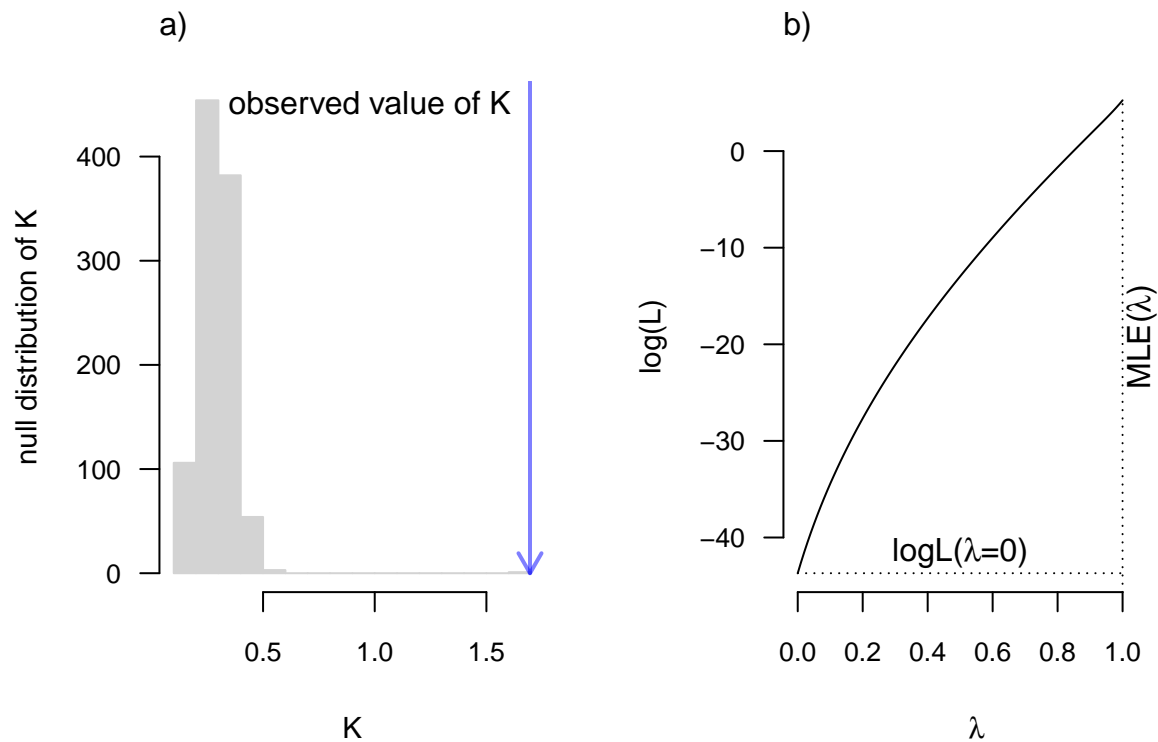 a)
observed value of K
400
300
200
100
0
null distribution of K
0.5 1.0 1.5
K
b)
0
−10
−20
−30
−40
log(L)
MLE(λ)
logL(λ=0)
0.0 0.2 0.4 0.6 0.8 1.0
λ